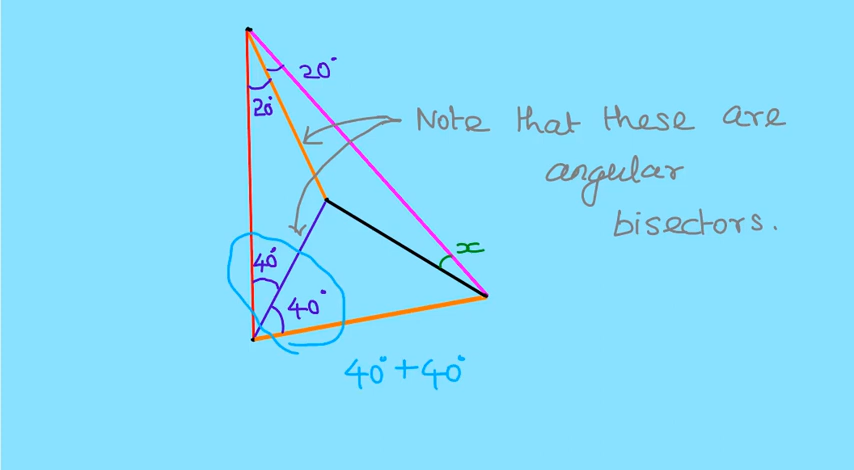 20°
20°
Note that these are
angular
bisectors.
x
40°
40°
40° + 40°